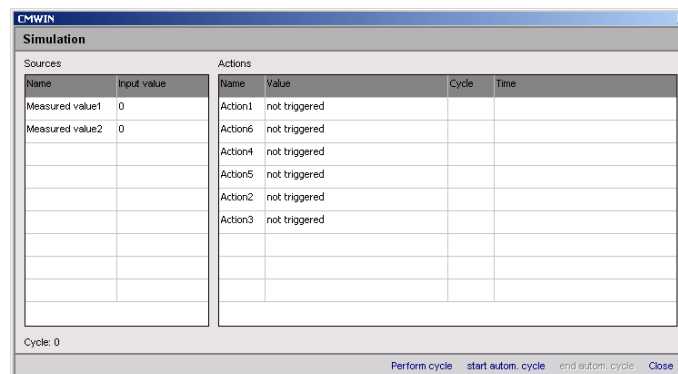 CMWIN
Simulation
Sources Actions
Name Input value Name Value Cycle Time
Measured value1 0 Action1 not triggered
Measured value2 0 Action6 not triggered
Action4 not triggered
Action5 not triggered
Action2 not triggered
Action3 not triggered
Cycle: 0
Perform cycle start autom. cycle end autom. cycle Close